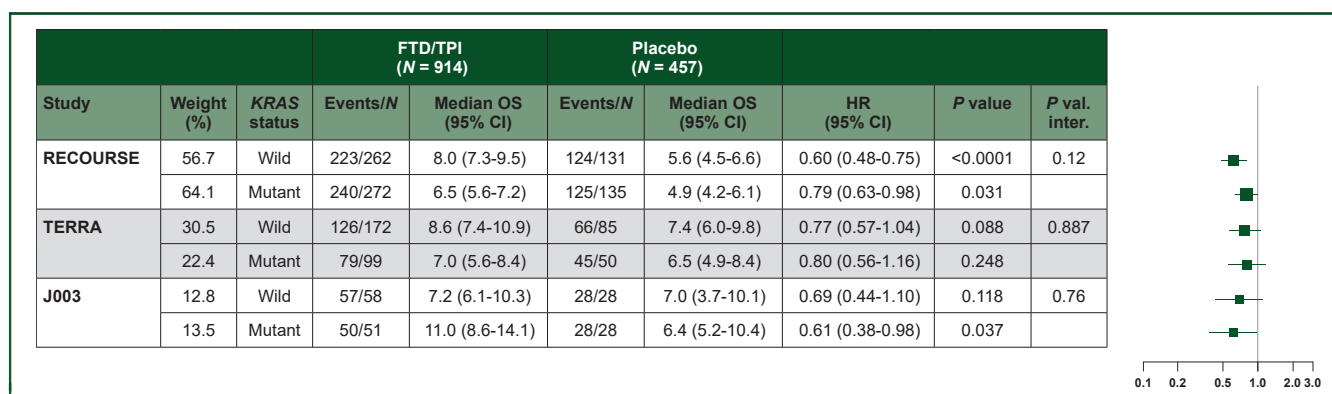 FTD/TPI (N = 914) Placebo (N = 457)
Study Weight (%) KRAS status Events/N Median OS (95% CI) Events/N Median OS (95% CI) HR (95% CI) P value P val. inter.
RECOURSE 56.7 Wild 223/262 8.0 (7.3-9.5) 124/131 5.6 (4.5-6.6) 0.60 (0.48-0.75) <0.0001 0.12
64.1 Mutant 240/272 6.5 (5.6-7.2) 125/135 4.9 (4.2-6.1) 0.79 (0.63-0.98) 0.031
TERRA 30.5 Wild 126/172 8.6 (7.4-10.9) 66/85 7.4 (6.0-9.8) 0.77 (0.57-1.04) 0.088 0.887
22.4 Mutant 79/99 7.0 (5.6-8.4) 45/50 6.5 (4.9-8.4) 0.80 (0.56-1.16) 0.248
J003 12.8 Wild 57/58 7.2 (6.1-10.3) 28/28 7.0 (3.7-10.1) 0.69 (0.44-1.10) 0.118 0.76
13.5 Mutant 50/51 11.0 (8.6-14.1) 28/28 6.4 (5.2-10.4) 0.61 (0.38-0.98) 0.037
0.1 0.2 0.5 1.0 2.0 3.0